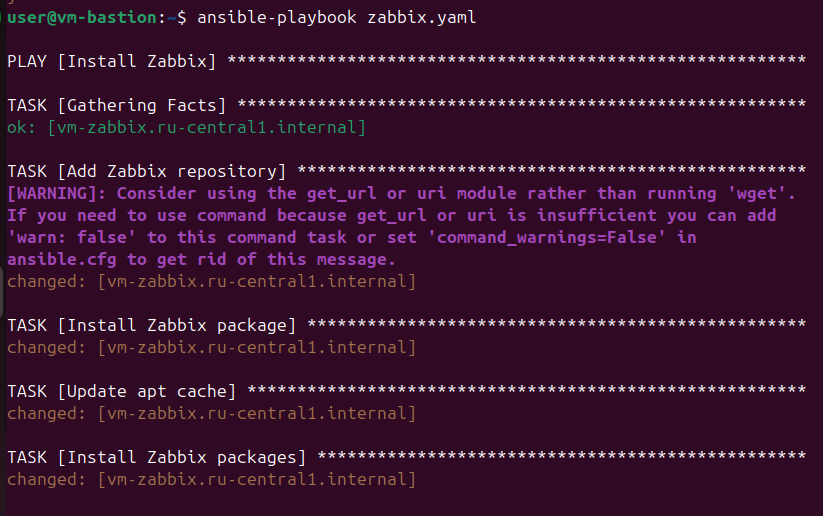 user@vm-bastion:~$ ansible-playbook zabbix.yaml
PLAY [Install Zabbix] **********************************************************
TASK [Gathering Facts] *********************************************************
ok: [vm-zabbix.ru-central1.internal]
TASK [Add Zabbix repository] ***************************************************
[WARNING]: Consider using the get_url or uri module rather than running 'wget'.
If you need to use command because get_url or uri is insufficient you can add
'warn: false' to this command task or set 'command_warnings=False' in
ansible.cfg to get rid of this message.
changed: [vm-zabbix.ru-central1.internal]
TASK [Install Zabbix package] **************************************************
changed: [vm-zabbix.ru-central1.internal]
TASK [Update apt cache] ********************************************************
changed: [vm-zabbix.ru-central1.internal]
TASK [Install Zabbix packages] *************************************************
changed: [vm-zabbix.ru-central1.internal]